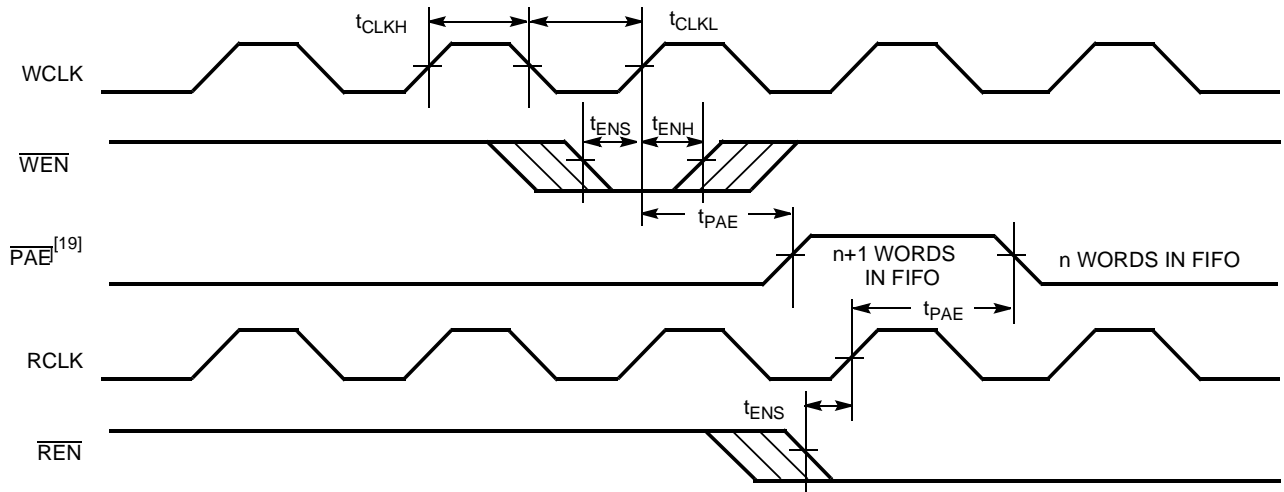 tCLKH
tCLKL
WCLK
tENS
tENH
WEN
tPAE
PAE[19]
n+1 WORDS
IN FIFO
n WORDS IN FIFO
tPAE
RCLK
tENS
REN